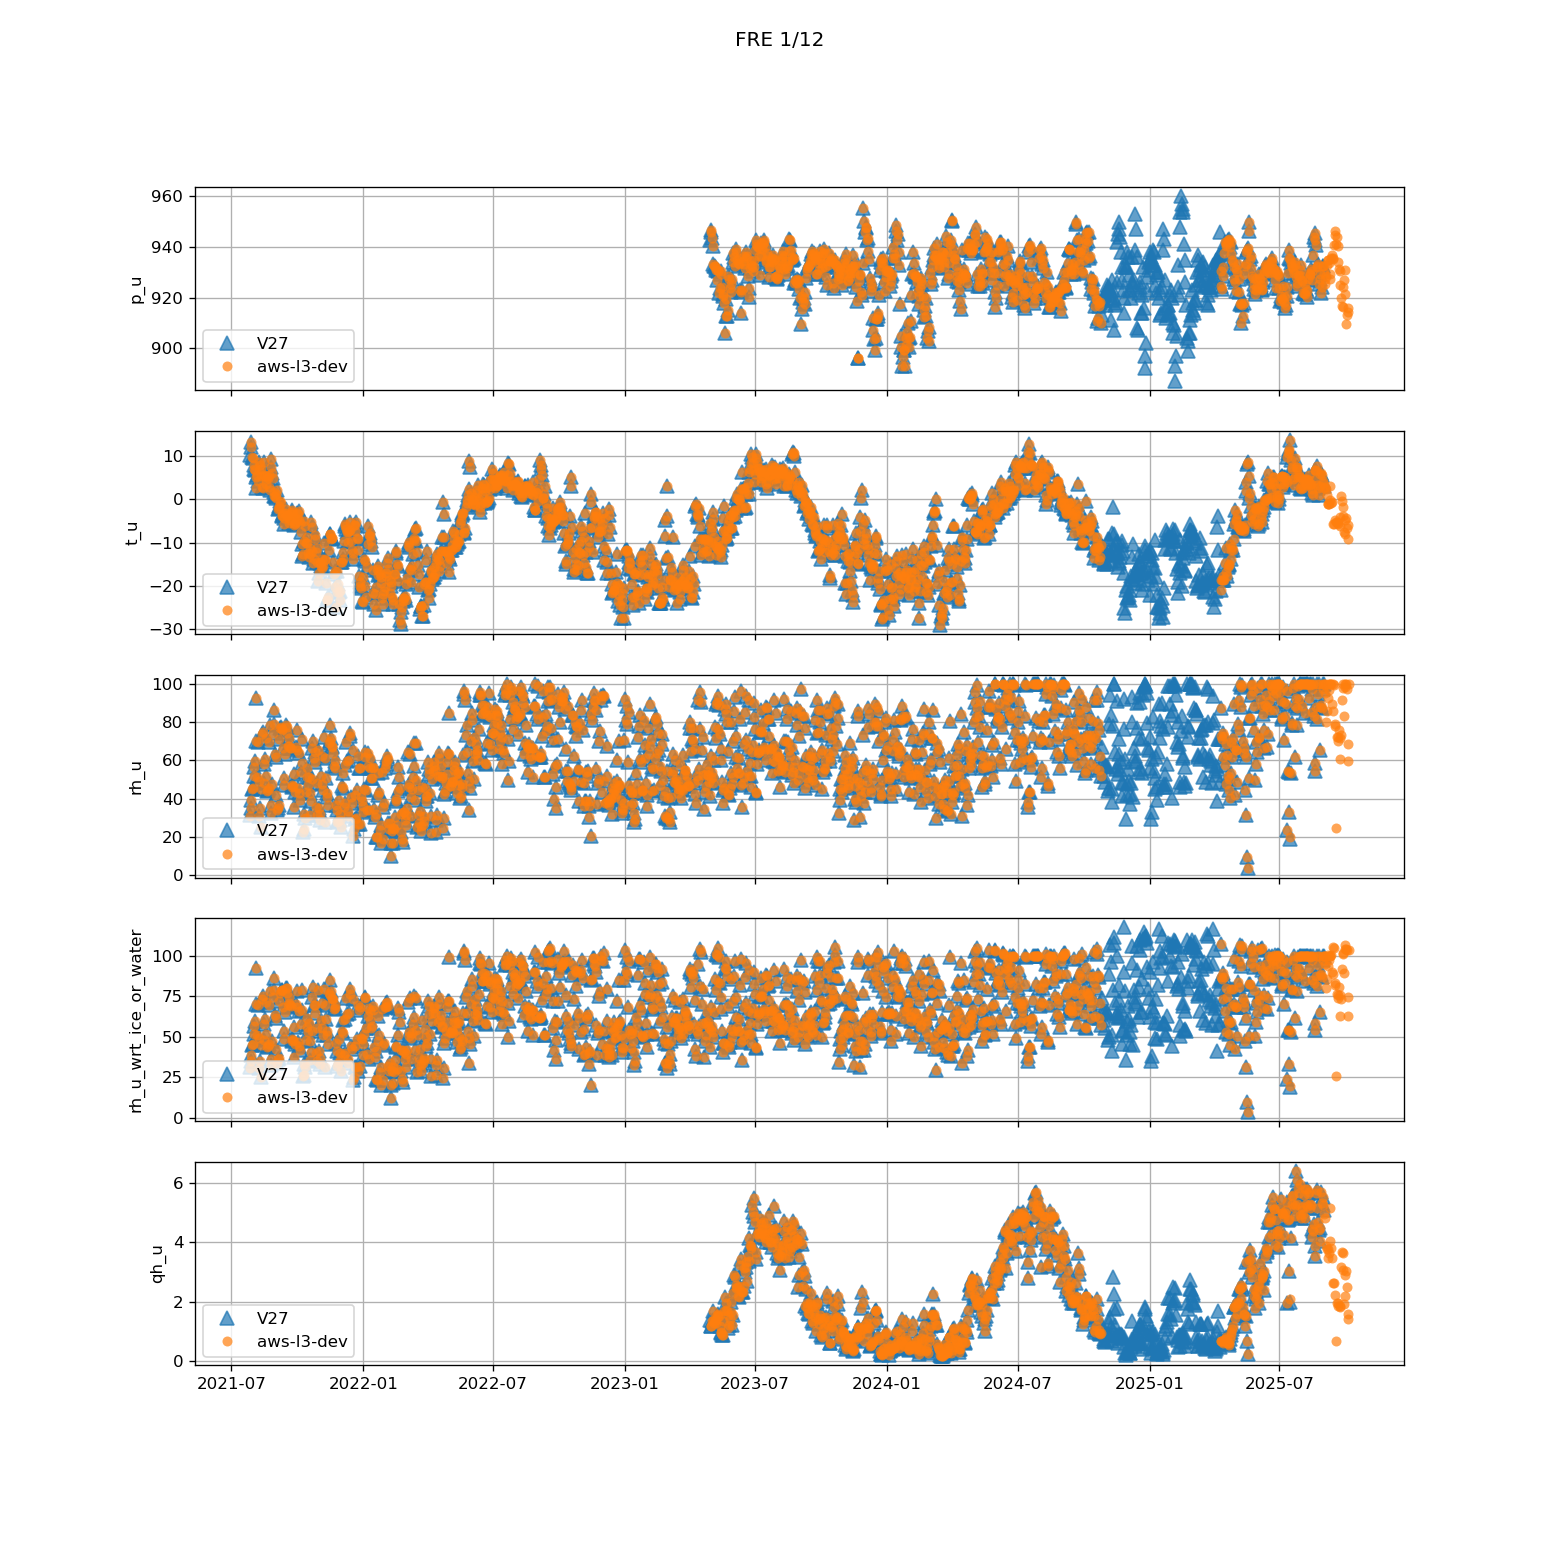 FRE 1/12
960
940
920
900
p_u
V27
aws-l3-dev
10
0
−10
−20
−30
t_u
V27
aws-l3-dev
100
80
60
40
20
0
rh_u
V27
aws-l3-dev
100
75
50
25
0
rh_u_wrt_ice_or_water
V27
aws-l3-dev
6
4
2
0
qh_u
V27
aws-l3-dev
2021-07 2022-01 2022-07 2023-01 2023-07 2024-01 2024-07 2025-01 2025-07